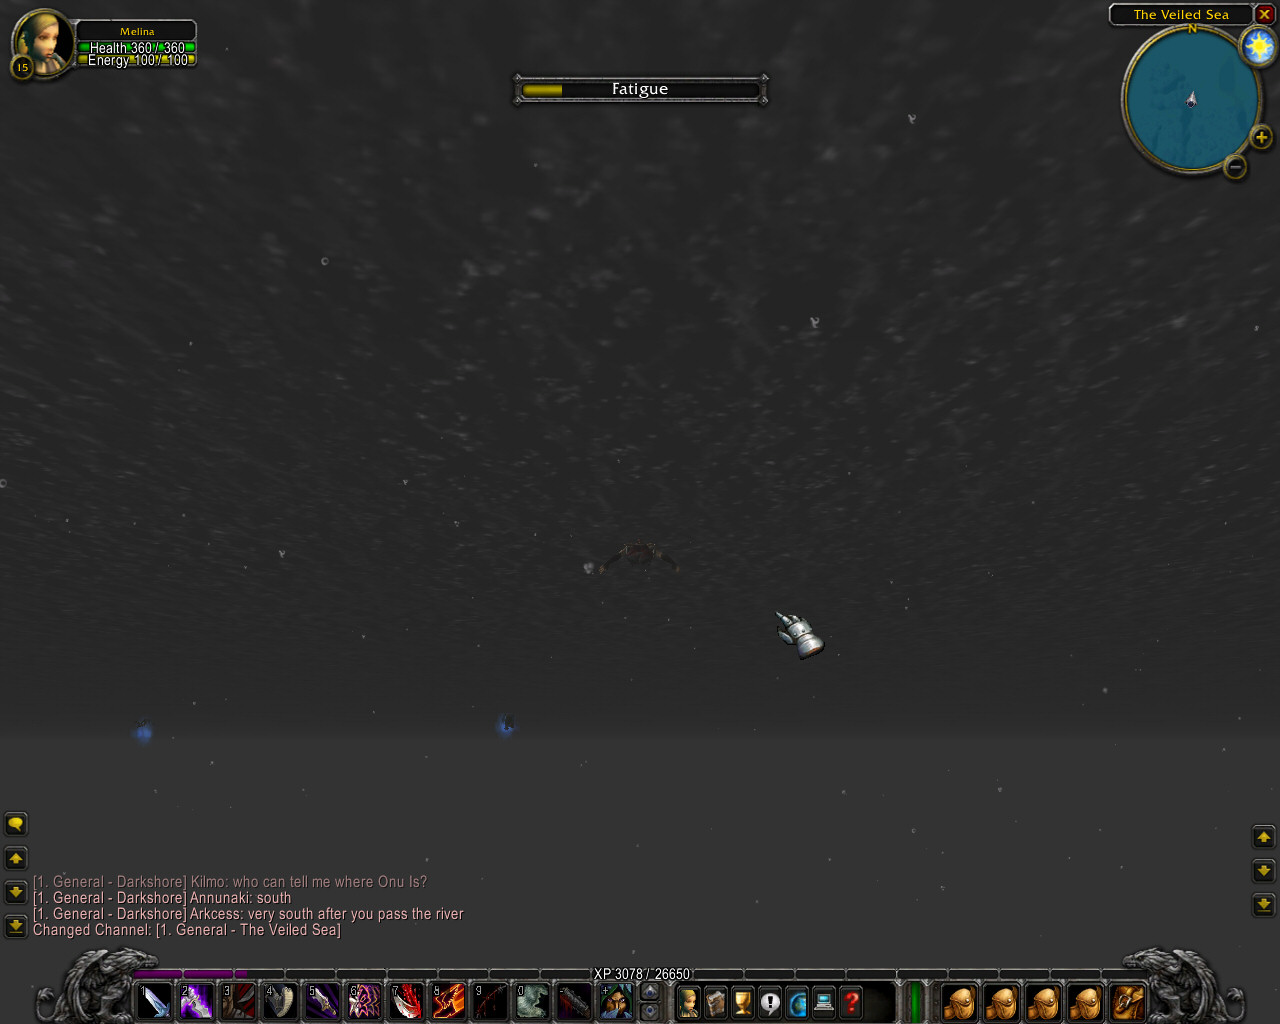 Melina
Health 360 / 360
Energy 100 / 100
15
Fatigue
The Veiled Sea
N
[1. General - Darkshore] Kilmo: who can tell me where Onu Is?
[1. General - Darkshore] Annunaki: south
[1. General - Darkshore] Arkcess: very south after you pass the river
Changed Channel: [1. General - The Veiled Sea]
XP 3078 / 26650
1 2 3 4 5 6 7 8 9 0 - +